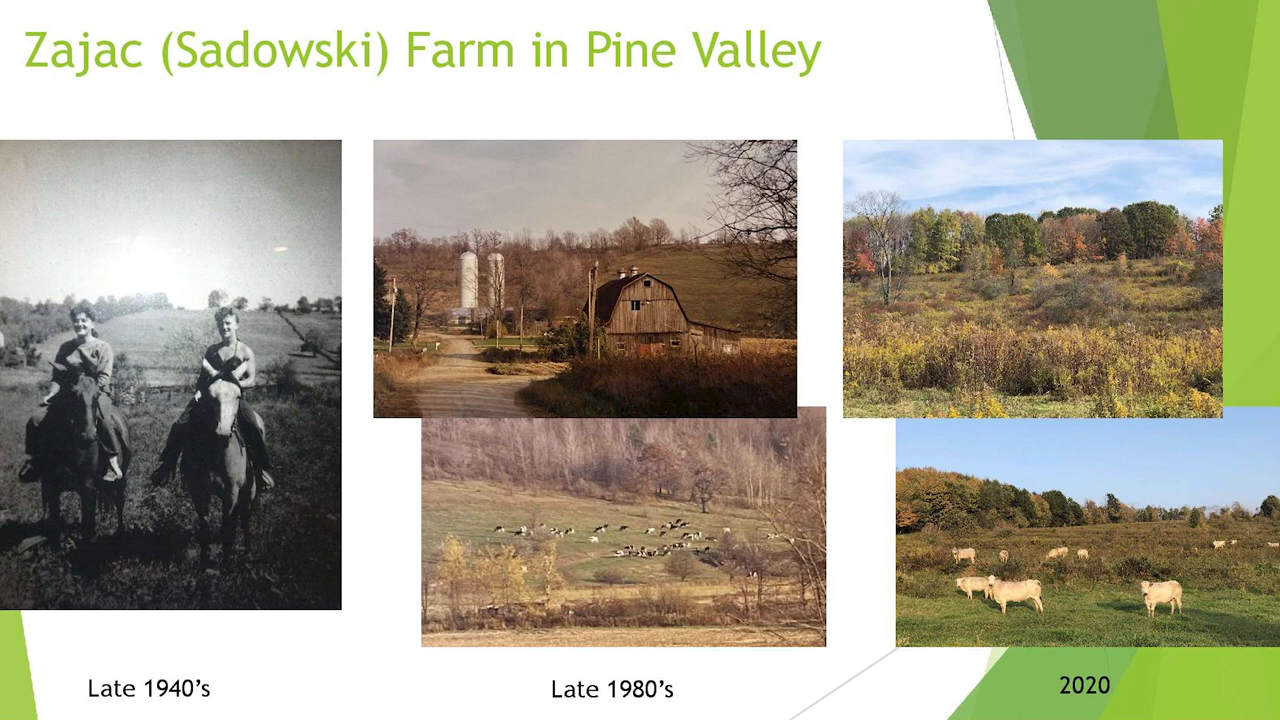 Zajac (Sadowski) Farm in Pine Valley
Late 1940’s
Late 1980’s
2020